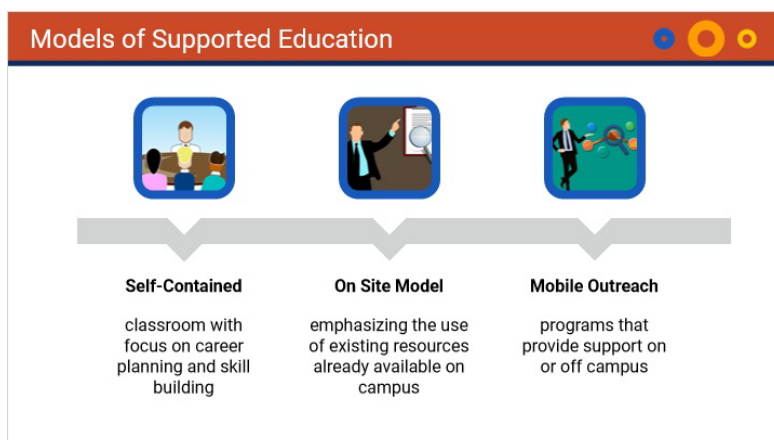 Models of Supported Education
Self-Contained
classroom with
focus on career
planning and skill
building
On Site Model
emphasizing the use
of existing resources
already available on
campus
Mobile Outreach
programs that
provide support on
or off campus